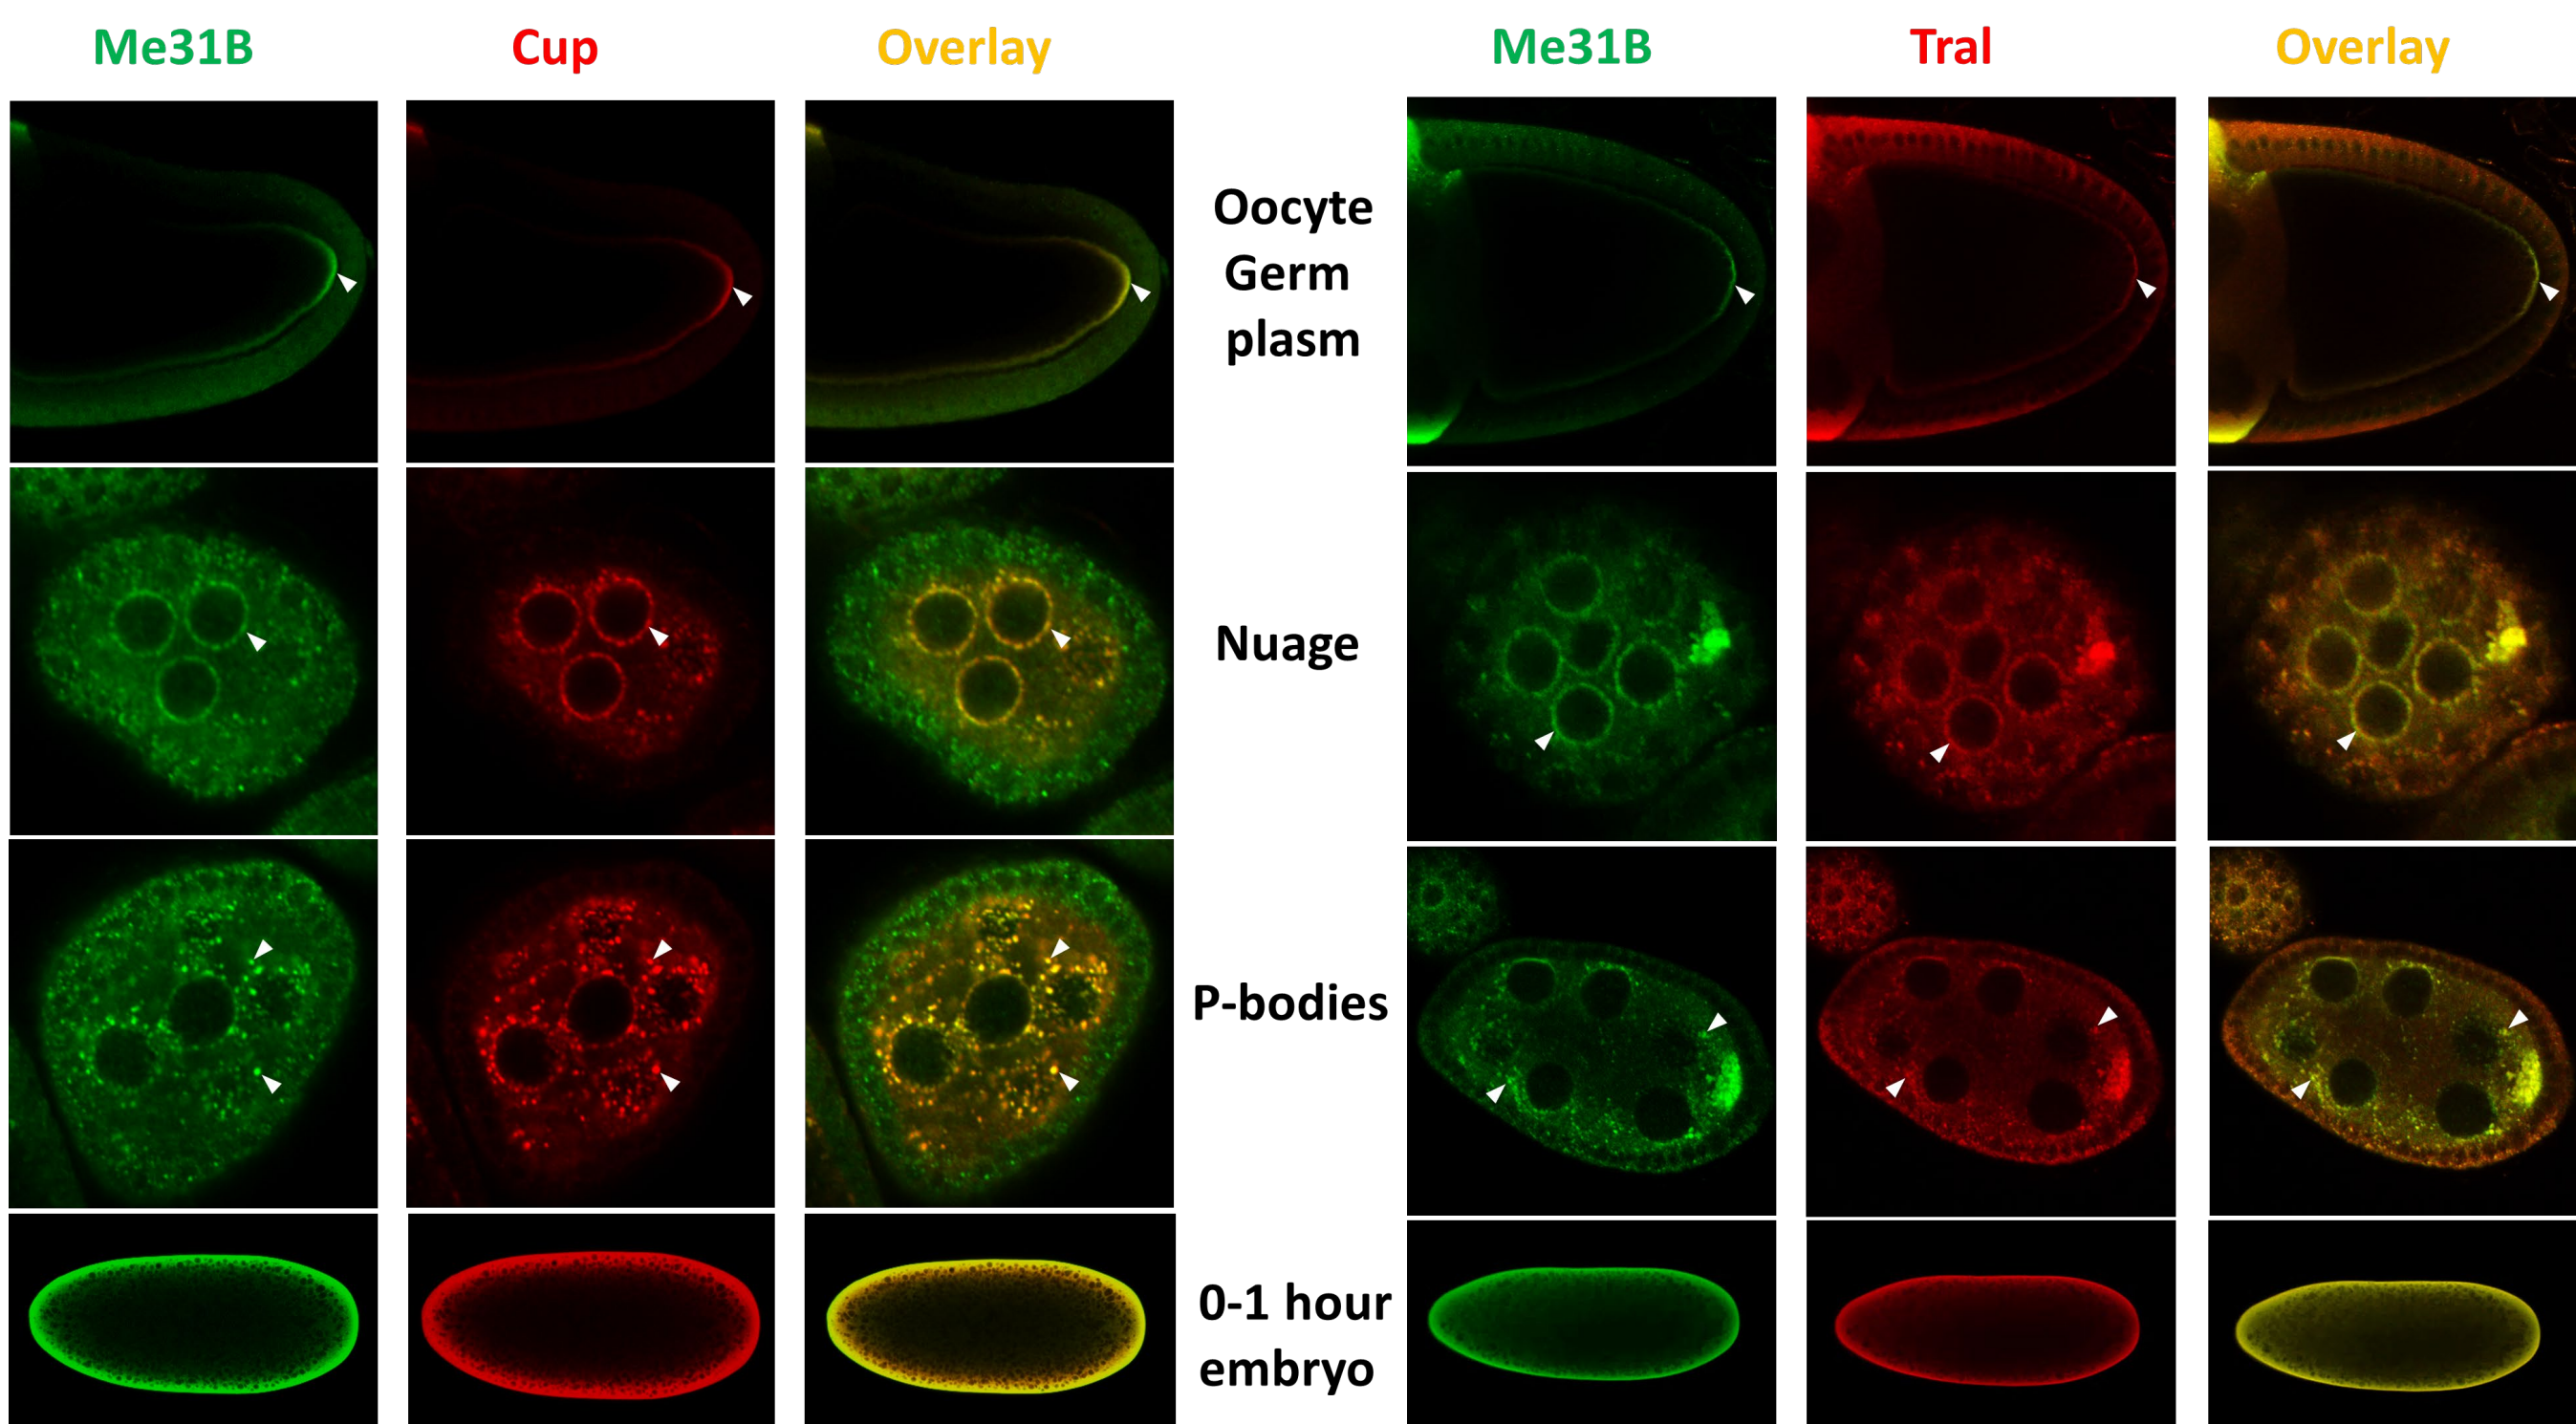 Me31B
Cup
Overlay
Me31B
Tral
Overlay
Oocyte
Germ
plasm
Nuage
P-bodies
0-1 hour
embryo